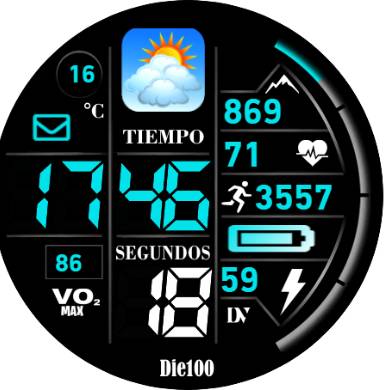 16
°C
TIEMPO
869
71
17 46
3557
SEGUNDOS
86
VO₂
MAX
18
59
DV
Die100